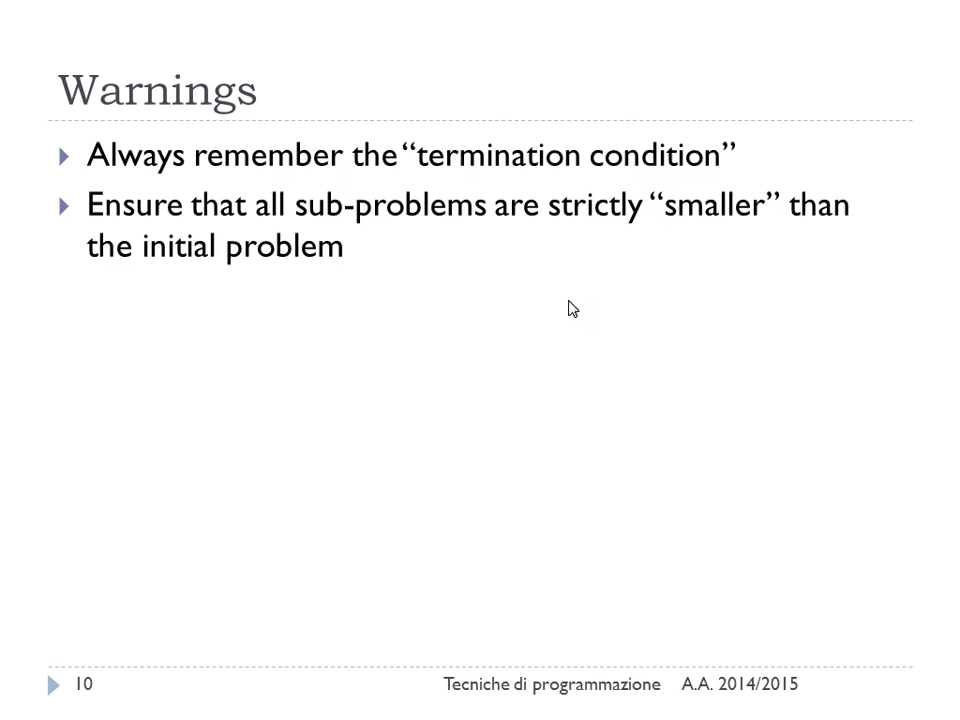 Warnings
Always remember the “termination condition”
Ensure that all sub-problems are strictly “smaller” than
the initial problem
10 Tecniche di programmazione A.A. 2014/2015